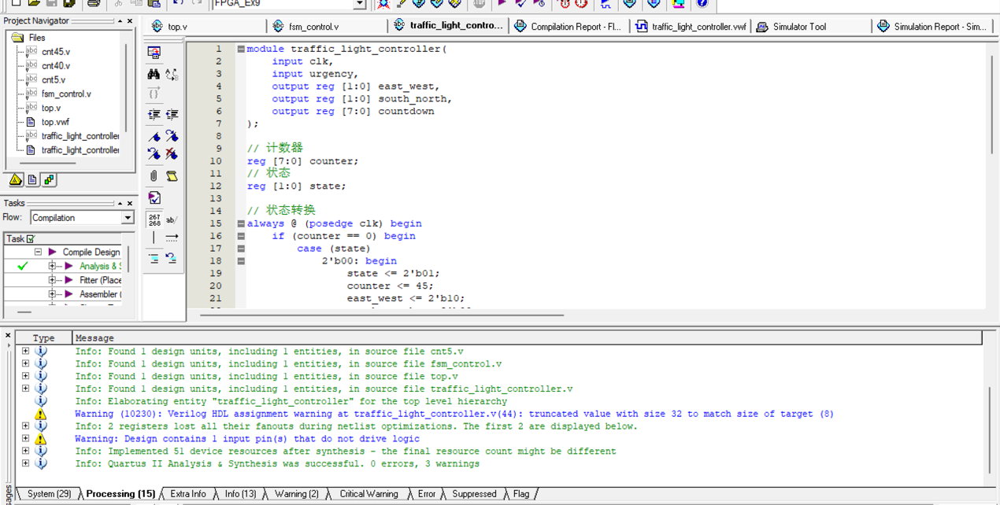 FPGA_Ex9
Project Navigator
Files
cnt45.v
cnt40.v
cnt5.v
fsm_control.v
top.v
top.vwf
traffic_light_controller
traffic_light_controller
Tasks
Flow: Compilation
Task
Compile Design
Analysis & S
Fitter (Place
Assembler (
top.v
fsm_control.v
traffic_light_contro...
Compilation Report - Fl...
traffic_light_controller.vwf
Simulator Tool
Simulation Report - Sim...
267
268
ab/
1 module traffic_light_controller(
2 input clk,
3 input urgency,
4 output reg [1:0] east_west,
5 output reg [1:0] south_north,
6 output reg [7:0] countdown
7 );
8
9 // 计数器
10 reg [7:0] counter;
11 // 状态
12 reg [1:0] state;
13
14 // 状态转换
15 always @ (posedge clk) begin
16 if (counter == 0) begin
17 case (state)
18 2'b00: begin
19 state <= 2'b01;
20 counter <= 45;
21 east_west <= 2'b10;
Type Message
Info: Found 1 design units, including 1 entities, in source file cnt5.v
Info: Found 1 design units, including 1 entities, in source file fsm_control.v
Info: Found 1 design units, including 1 entities, in source file top.v
Info: Found 1 design units, including 1 entities, in source file traffic_light_controller.v
Info: Elaborating entity "traffic_light_controller" for the top level hierarchy
Warning (10230): Verilog HDL assignment warning at traffic_light_controller.v(44): truncated value with size 32 to match size of target (8)
Info: 2 registers lost all their fanouts during netlist optimizations. The first 2 are displayed below.
Warning: Design contains 1 input pin(s) that do not drive logic
Info: Implemented 51 device resources after synthesis - the final resource count might be different
Info: Quartus II Analysis & Synthesis was successful. 0 errors, 3 warnings
System (29) Processing (15) Extra Info Info (13) Warning (2) Critical Warning Error Suppressed Flag